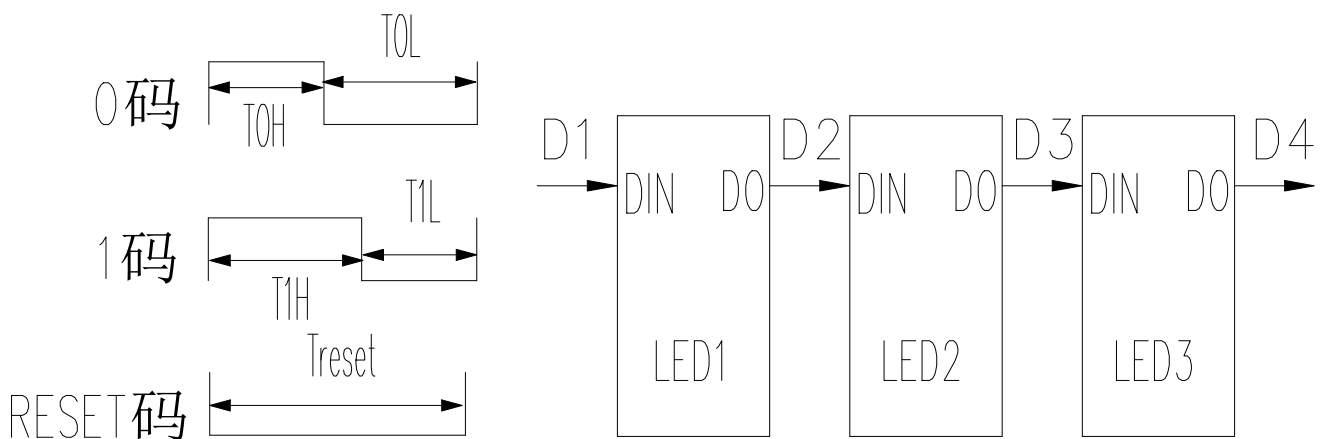 0码
T0H
T0L
1码
T1H
T1L
RESET码
Treset
D1
DIN
DO
LED1
D2
DIN
DO
LED2
D3
DIN
DO
LED3
D4